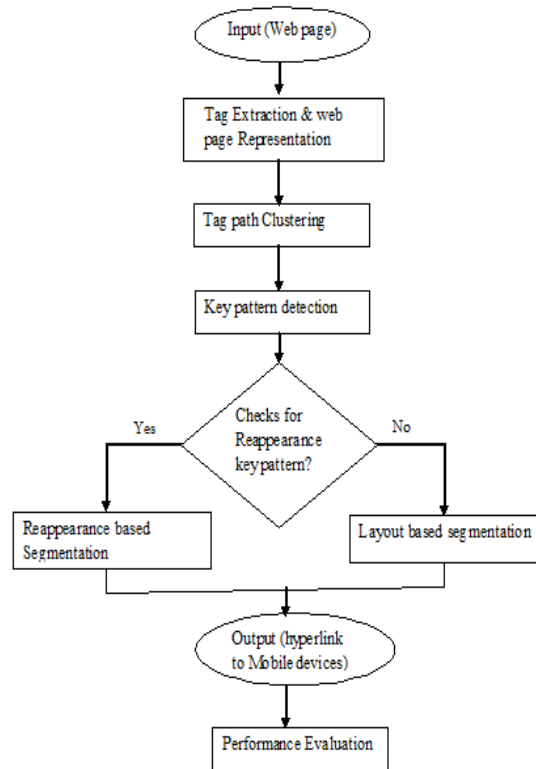 Input (Web page)
Tag Extraction & web
page Representation
Tag path Clustering
Key pattern detection
Checks for
Reappearance
key pattern?
Yes
No
Reappearance based
Segmentation
Layout based segmentation
Output (hyperlink
to Mobile devices)
Performance Evaluation